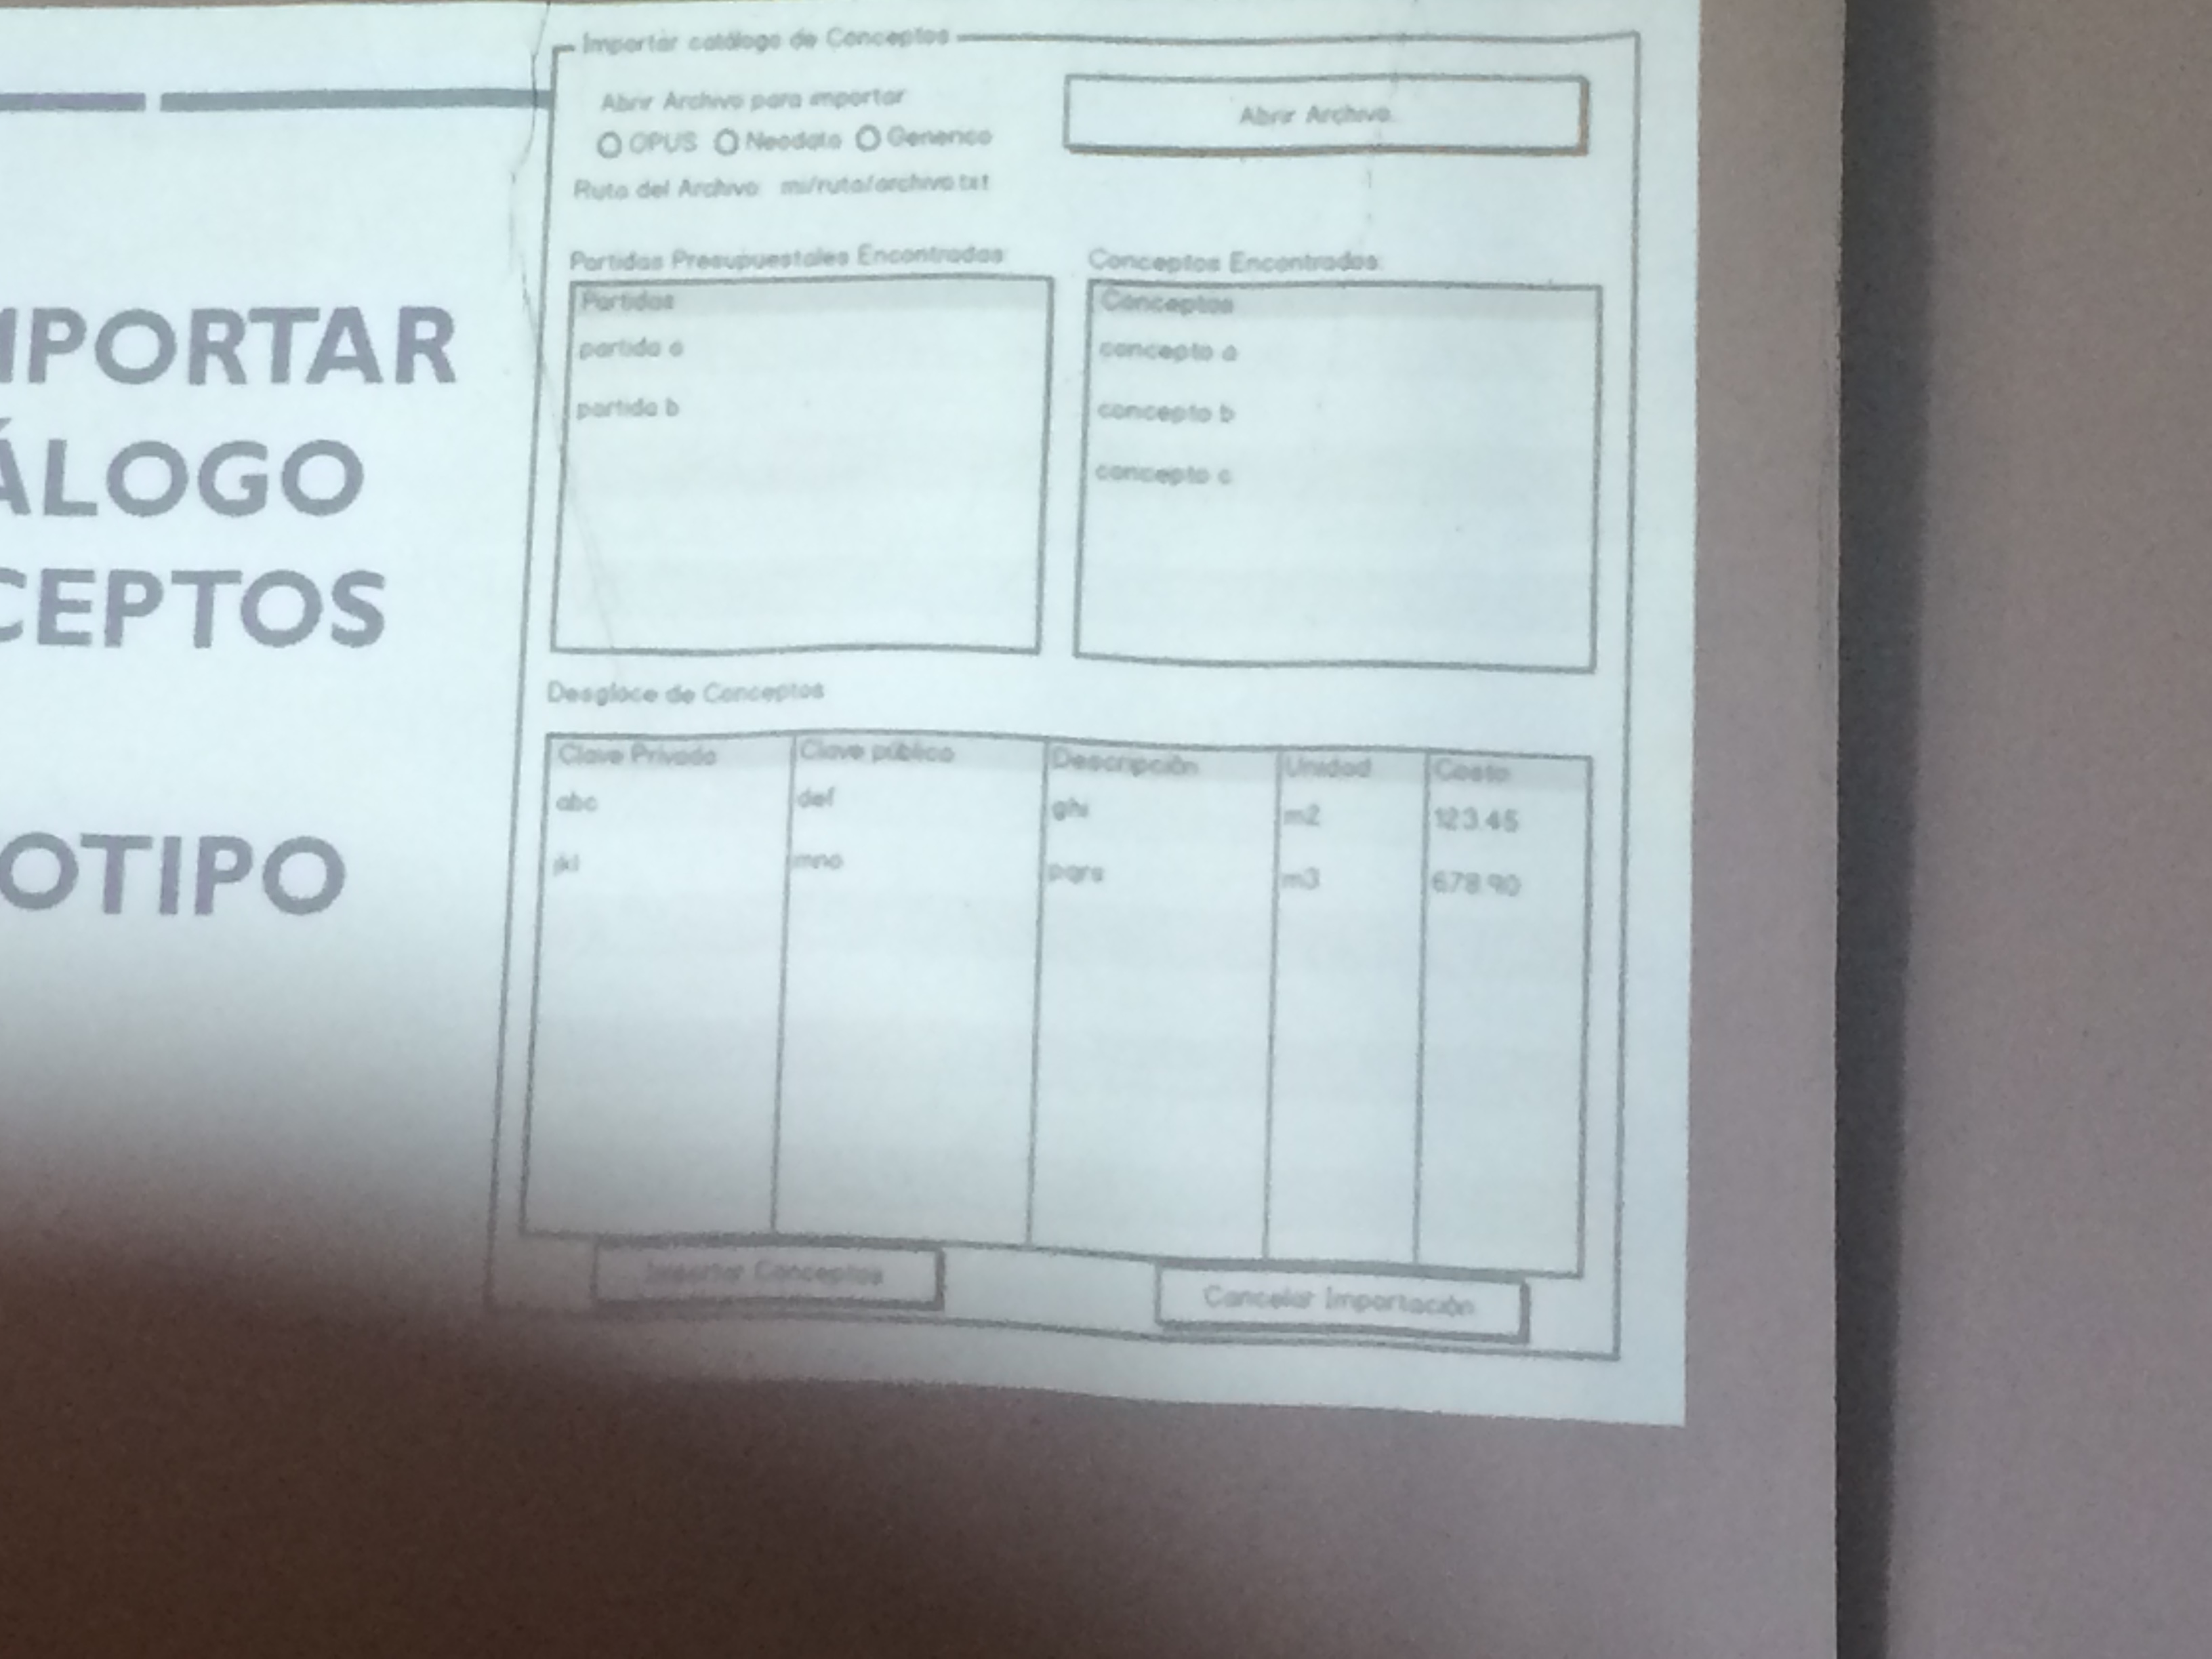 MPORTAR
ÁLOGO
CEPTOS
OTIPO
Importar catálogo de Conceptos
Abrir Archivo para importar
OPUS Neodata Generico
Abrir Archivo
Ruta del Archivo: mi/ruta/archivo.txt
Partidas Presupuestales Encontradas:
Partidas
partida a
partida b
Conceptos Encontrados:
Conceptos
concepto a
concepto b
concepto c
Desgloce de Conceptos
Clave Privada Clave pública Descripción Unidad Costo
abc def ghi m2 123.45
jkl mno pqrs m3 678.90
Insertar Conceptos
Cancelar Importación